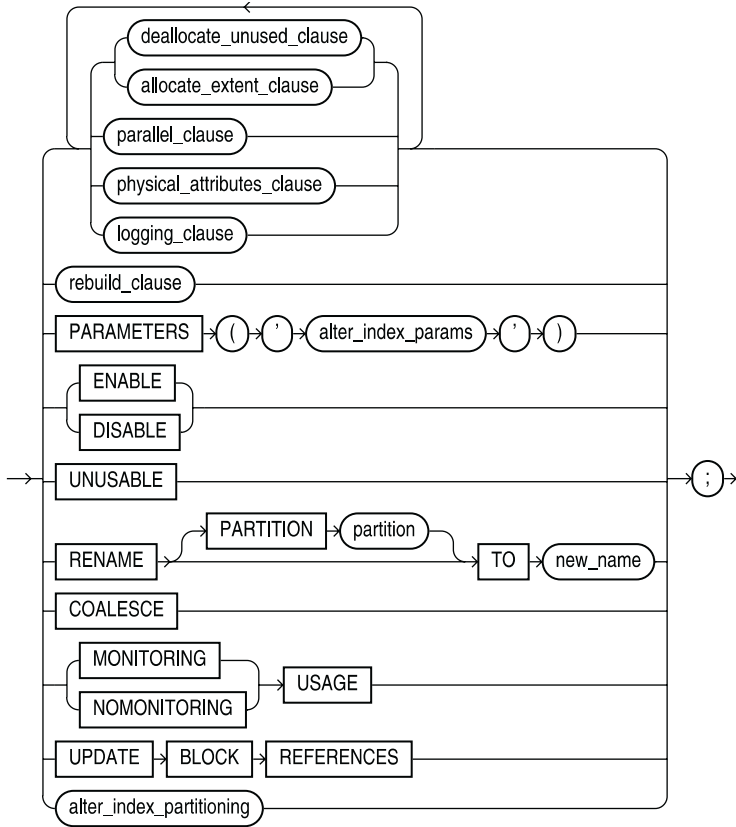 deallocate_unused_clause
allocate_extent_clause
parallel_clause
physical_attributes_clause
logging_clause
rebuild_clause
PARAMETERS ( ' alter_index_params ' )
ENABLE
DISABLE
UNUSABLE ;
PARTITION partition
RENAME TO new_name
COALESCE
MONITORING
USAGE
NOMONITORING
UPDATE BLOCK REFERENCES
alter_index_partitioning